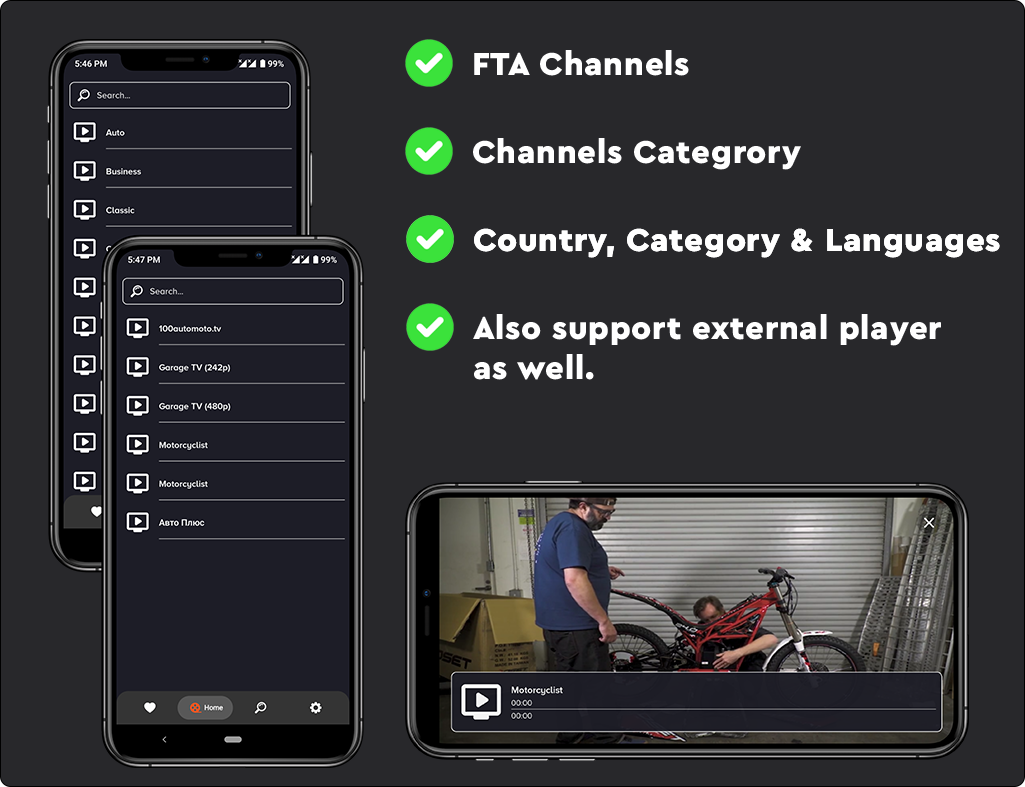 5:46 PM
99%
Search...
Auto
Business
Classic
5:47 PM
99%
Search...
100automoto.tv
Garage TV (242p)
Garage TV (480p)
Motorcyclist
Motorcyclist
Авто Плюс
Home
FTA Channels
Channels Categrory
Country, Category & Languages
Also support external player
as well.
Motorcyclist
00:00
00:00